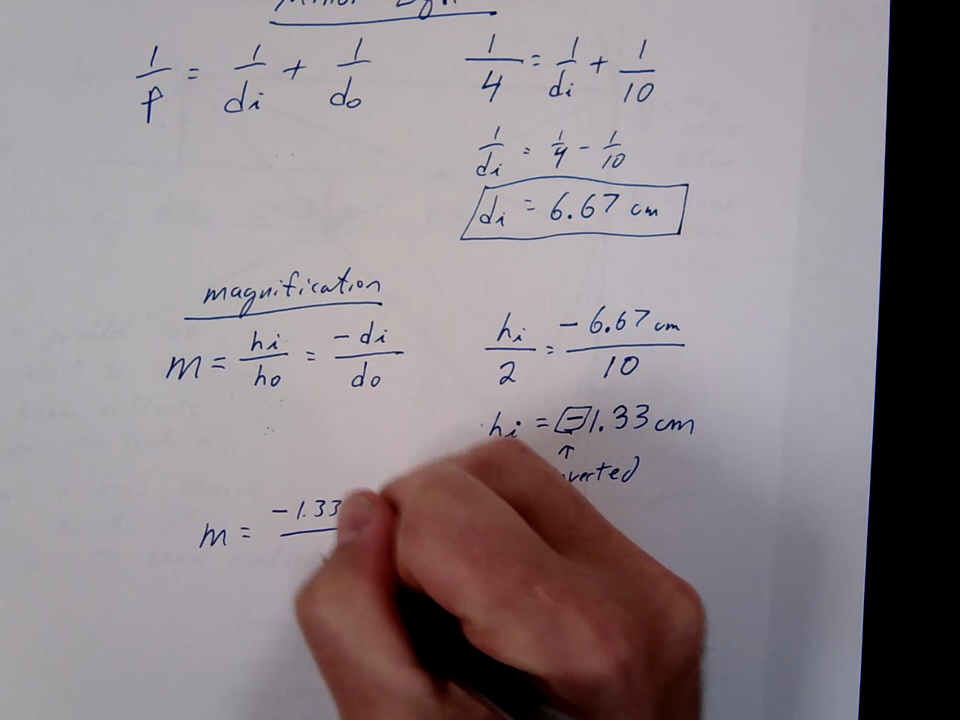 1/f = 1/di + 1/do
1/4 = 1/di + 1/10
1/di = 1/4 - 1/10
di = 6.67 cm
magnification
m = hi/ho = -di/do
hi/2 = -6.67 cm/10
hi = -1.33 cm
↑
m = -1.33